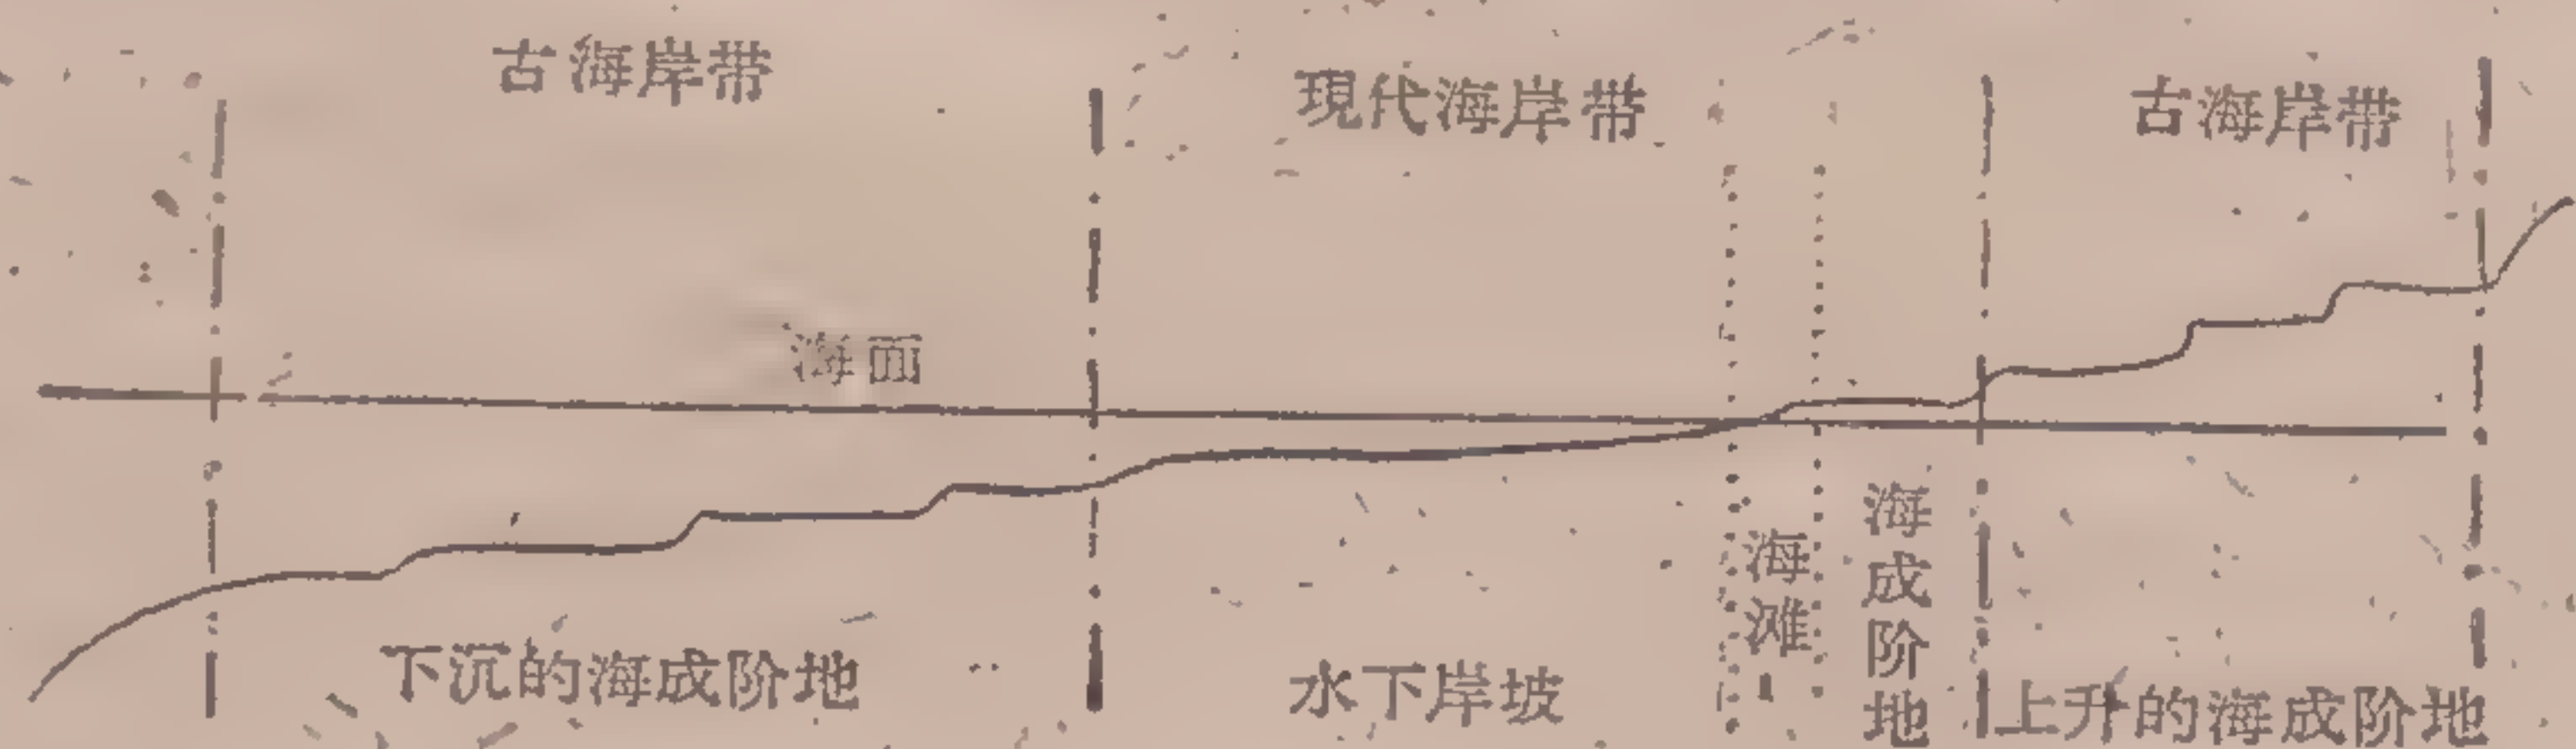 古海岸带
現代海岸带
古海岸带
海面
下沉的海成阶地
水下岸坡
海滩
海成阶地
上升的海成阶地